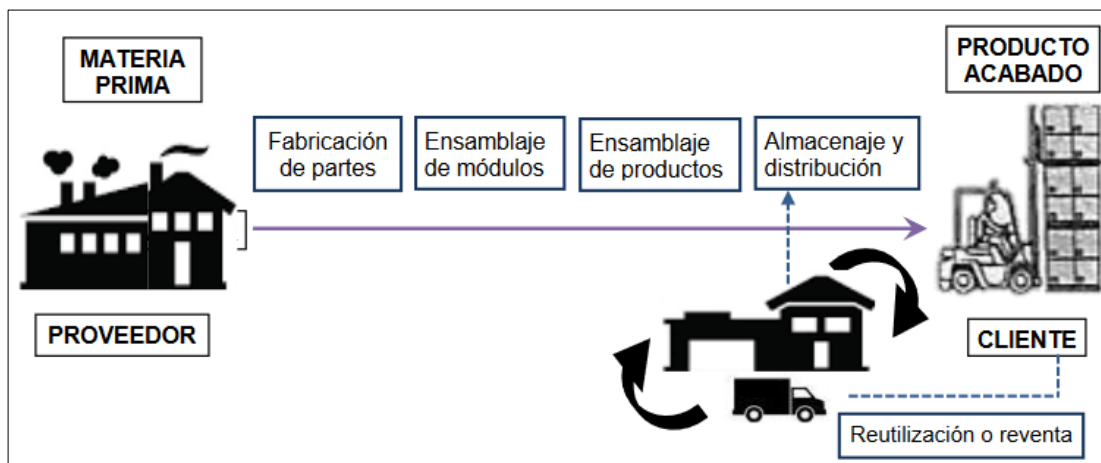 MATERIA
PRIMA
PRODUCTO
ACABADO
Fabricación
de partes
Ensamblaje
de módulos
Ensamblaje
de productos
Almacenaje y
distribución
PROVEEDOR
CLIENTE
Reutilización o reventa